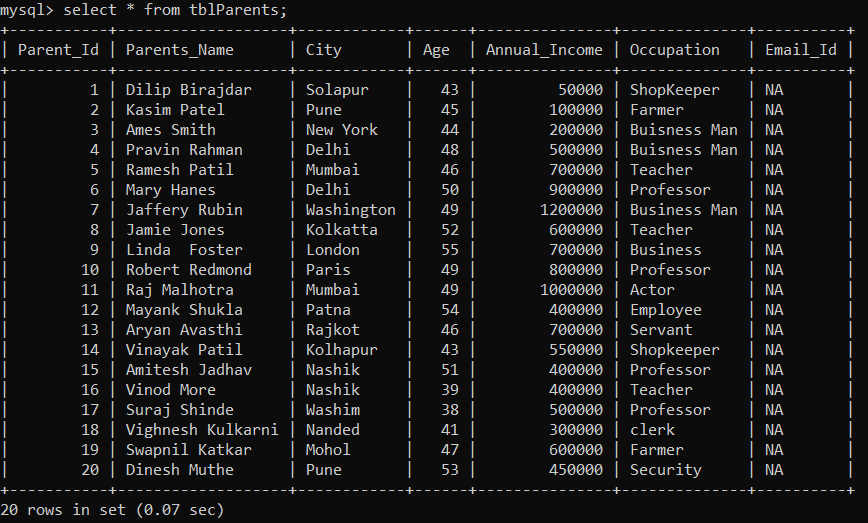 mysql> select * from tblParents;
+-----------+------------------+------------+------+---------------+--------------+----------+
| Parent_Id | Parents_Name     | City       | Age  | Annual_Income | Occupation   | Email_Id |
+-----------+------------------+------------+------+---------------+--------------+----------+
|         1 | Dilip Birajdar   | Solapur    |   43 |         50000 | ShopKeeper   | NA       |
|         2 | Kasim Patel      | Pune       |   45 |        100000 | Farmer       | NA       |
|         3 | Ames Smith       | New York   |   44 |        200000 | Buisness Man | NA       |
|         4 | Pravin Rahman    | Delhi      |   48 |        500000 | Buisness Man | NA       |
|         5 | Ramesh Patil     | Mumbai     |   46 |        700000 | Teacher      | NA       |
|         6 | Mary Hanes       | Delhi      |   50 |        900000 | Professor    | NA       |
|         7 | Jaffery Rubin    | Washington |   49 |       1200000 | Business Man | NA       |
|         8 | Jamie Jones      | Kolkatta   |   52 |        600000 | Teacher      | NA       |
|         9 | Linda  Foster    | London     |   55 |        700000 | Business     | NA       |
|        10 | Robert Redmond   | Paris      |   49 |        800000 | Professor    | NA       |
|        11 | Raj Malhotra     | Mumbai     |   49 |       1000000 | Actor        | NA       |
|        12 | Mayank Shukla    | Patna      |   54 |        400000 | Employee     | NA       |
|        13 | Aryan Avasthi    | Rajkot     |   46 |        700000 | Servant      | NA       |
|        14 | Vinayak Patil    | Kolhapur   |   43 |        550000 | Shopkeeper   | NA       |
|        15 | Amitesh Jadhav   | Nashik     |   51 |        400000 | Professor    | NA       |
|        16 | Vinod More       | Nashik     |   39 |        400000 | Teacher      | NA       |
|        17 | Suraj Shinde     | Washim     |   38 |        500000 | Professor    | NA       |
|        18 | Vighnesh Kulkarni | Nanded     |   41 |        300000 | clerk        | NA       |
|        19 | Swapnil Katkar   | Mohol      |   47 |        600000 | Farmer       | NA       |
|        20 | Dinesh Muthe     | Pune       |   53 |        450000 | Security     | NA       |
+-----------+------------------+------------+------+---------------+--------------+----------+
20 rows in set (0.07 sec)